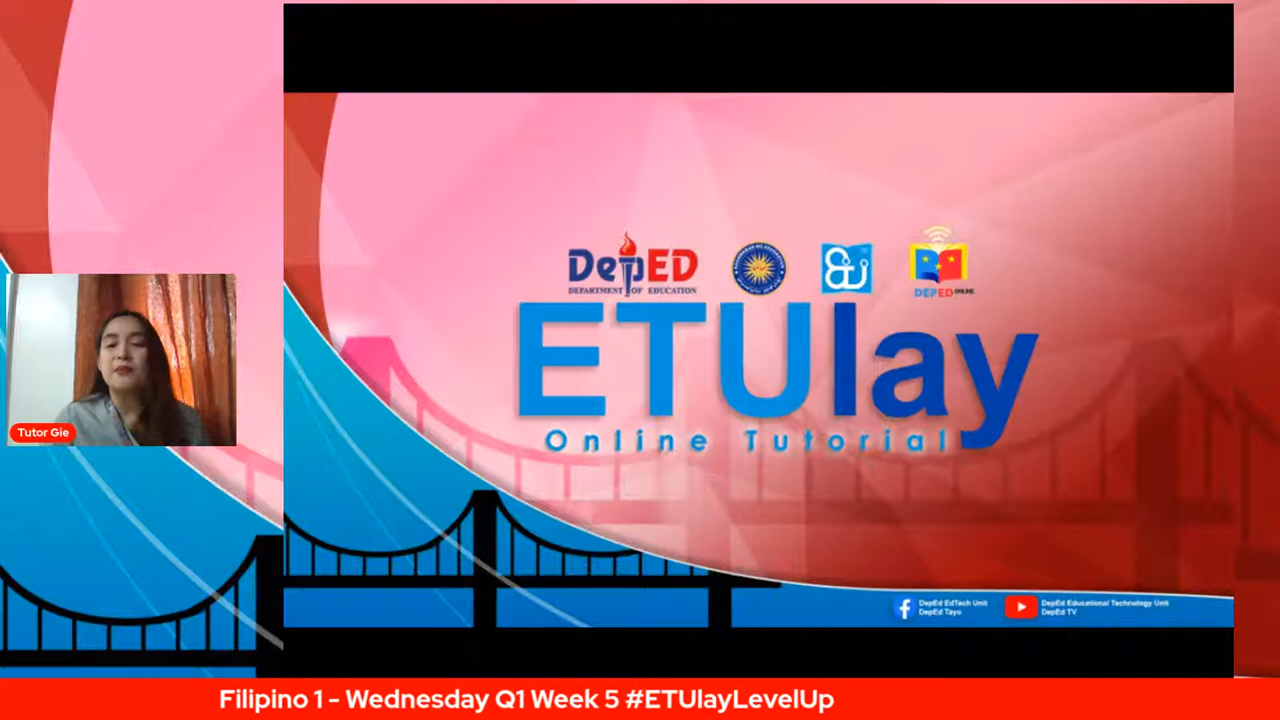 DepED
DEPARTMENT OF EDUCATION
DEPED ONLINE
ETUlay
Online Tutorial
Tutor Gie
DepEd EdTech Unit
DepEd Tayo
DepEd Educational Technology Unit
DepEd TV
Filipino 1 - Wednesday Q1 Week 5 #ETUlayLevelUp